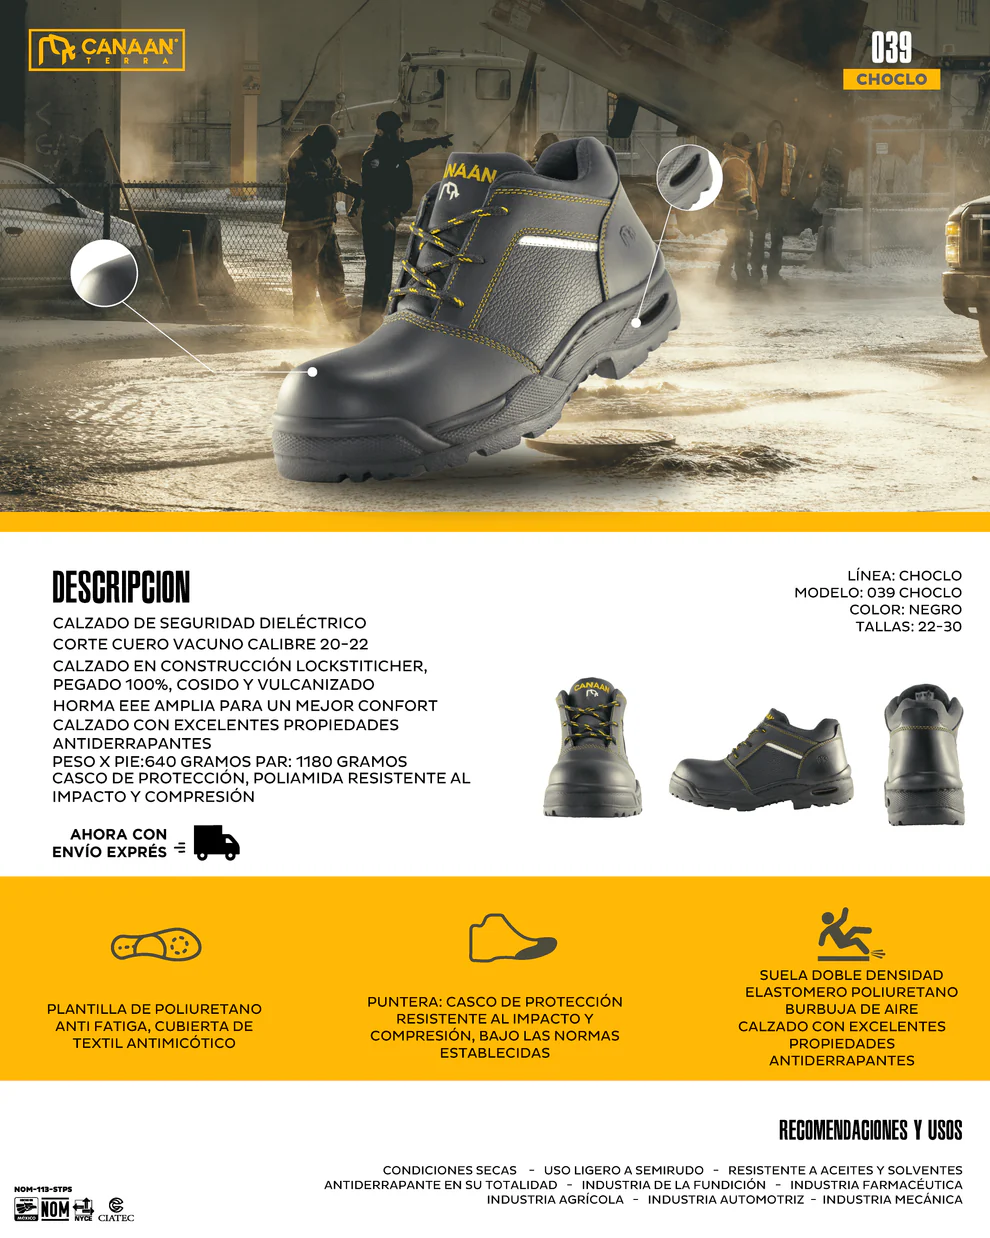 CANAAN
TERRA
039
CHOCLO
CANAAN
DESCRIPCION
CALZADO DE SEGURIDAD DIELÉCTRICO
CORTE CUERO VACUNO CALIBRE 20-22
CALZADO EN CONSTRUCCIÓN LOCKSTITICHER,
PEGADO 100%, COSIDO Y VULCANIZADO
HORMA EEE AMPLIA PARA UN MEJOR CONFORT
CALZADO CON EXCELENTES PROPIEDADES
ANTIDERRAPANTES
PESO X PIE:640 GRAMOS PAR: 1180 GRAMOS
CASCO DE PROTECCIÓN, POLIAMIDA RESISTENTE AL
IMPACTO Y COMPRESIÓN
LÍNEA: CHOCLO
MODELO: 039 CHOCLO
COLOR: NEGRO
TALLAS: 22-30
CANAAN
AHORA CON
ENVÍO EXPRÉS
PLANTILLA DE POLIURETANO
ANTI FATIGA, CUBIERTA DE
TEXTIL ANTIMICÓTICO
PUNTERA: CASCO DE PROTECCIÓN
RESISTENTE AL IMPACTO Y
COMPRESIÓN, BAJO LAS NORMAS
ESTABLECIDAS
SUELA DOBLE DENSIDAD
ELASTOMERO POLIURETANO
BURBUJA DE AIRE
CALZADO CON EXCELENTES
PROPIEDADES
ANTIDERRAPANTES
RECOMENDACIONES Y USOS
CONDICIONES SECAS - USO LIGERO A SEMIRUDO - RESISTENTE A ACEITES Y SOLVENTES
ANTIDERRAPANTE EN SU TOTALIDAD - INDUSTRIA DE LA FUNDICIÓN - INDUSTRIA FARMACÉUTICA
INDUSTRIA AGRÍCOLA - INDUSTRIA AUTOMOTRIZ - INDUSTRIA MECÁNICA
NOM-113-STPS
MÉXICO
NOM
NYCE
CIATEC